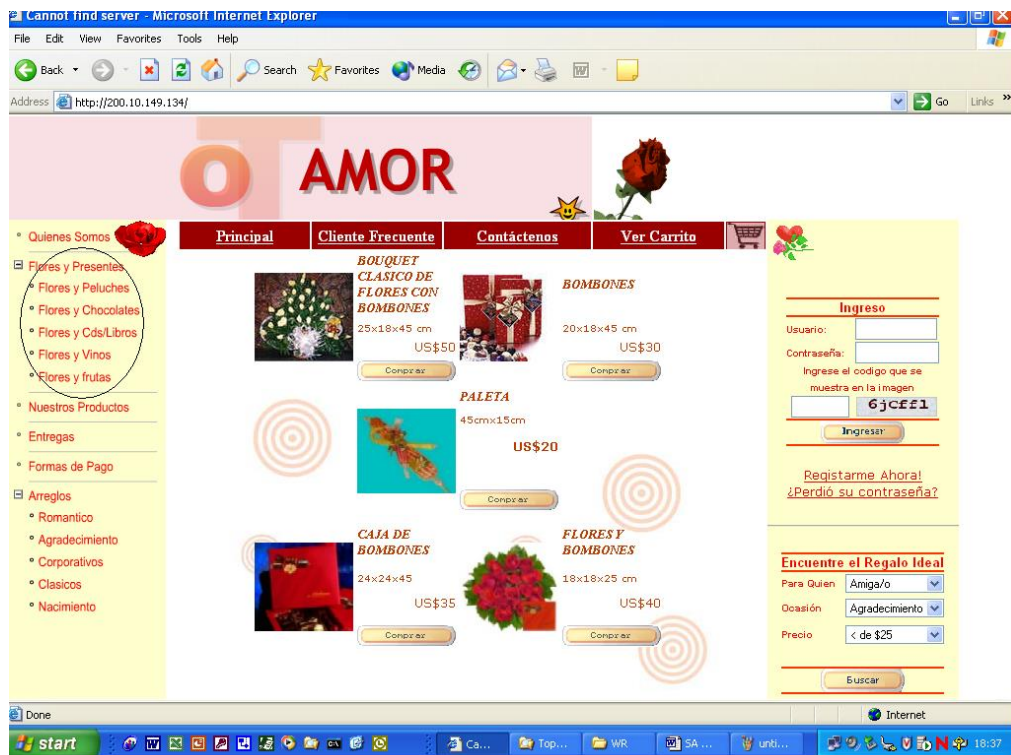 Cannot find server - Microsoft Internet Explorer
File Edit View Favorites Tools Help
Back Search Favorites Media
Address http://200.10.149.134/ Go Links »
oT AMOR
Quienes Somos
Flores y Presentes
Flores y Peluches
Flores y Chocolates
Flores y Cds/Libros
Flores y Vinos
Flores y frutas
Nuestros Productos
Entregas
Formas de Pago
Arreglos
Romantico
Agradecimiento
Corporativos
Clasicos
Nacimiento
Principal Cliente Frecuente Contáctenos Ver Carrito
BOUQUET
CLASICO DE
FLORES CON
BOMBONES
25x18x45 cm
US$50
Comprar
BOMBONES
20x18x45 cm
US$30
Comprar
PALETA
45cmx15cm
US$20
Comprar
CAJA DE
BOMBONES
24x24x45
US$35
Comprar
FLORES Y
BOMBONES
18x18x25 cm
US$40
Comprar
Ingreso
Usuario:
Contraseña:
Ingrese el codigo que se
muestra en la imagen
6jcff1
Ingresar
Registarme Ahora!
¿Perdió su contraseña?
Encuentre el Regalo Ideal
Para Quien Amiga/o
Ocasión Agradecimiento
Precio < de $25
Buscar
Done Internet
start Ca... Top... WR SA ... unti... 18:37